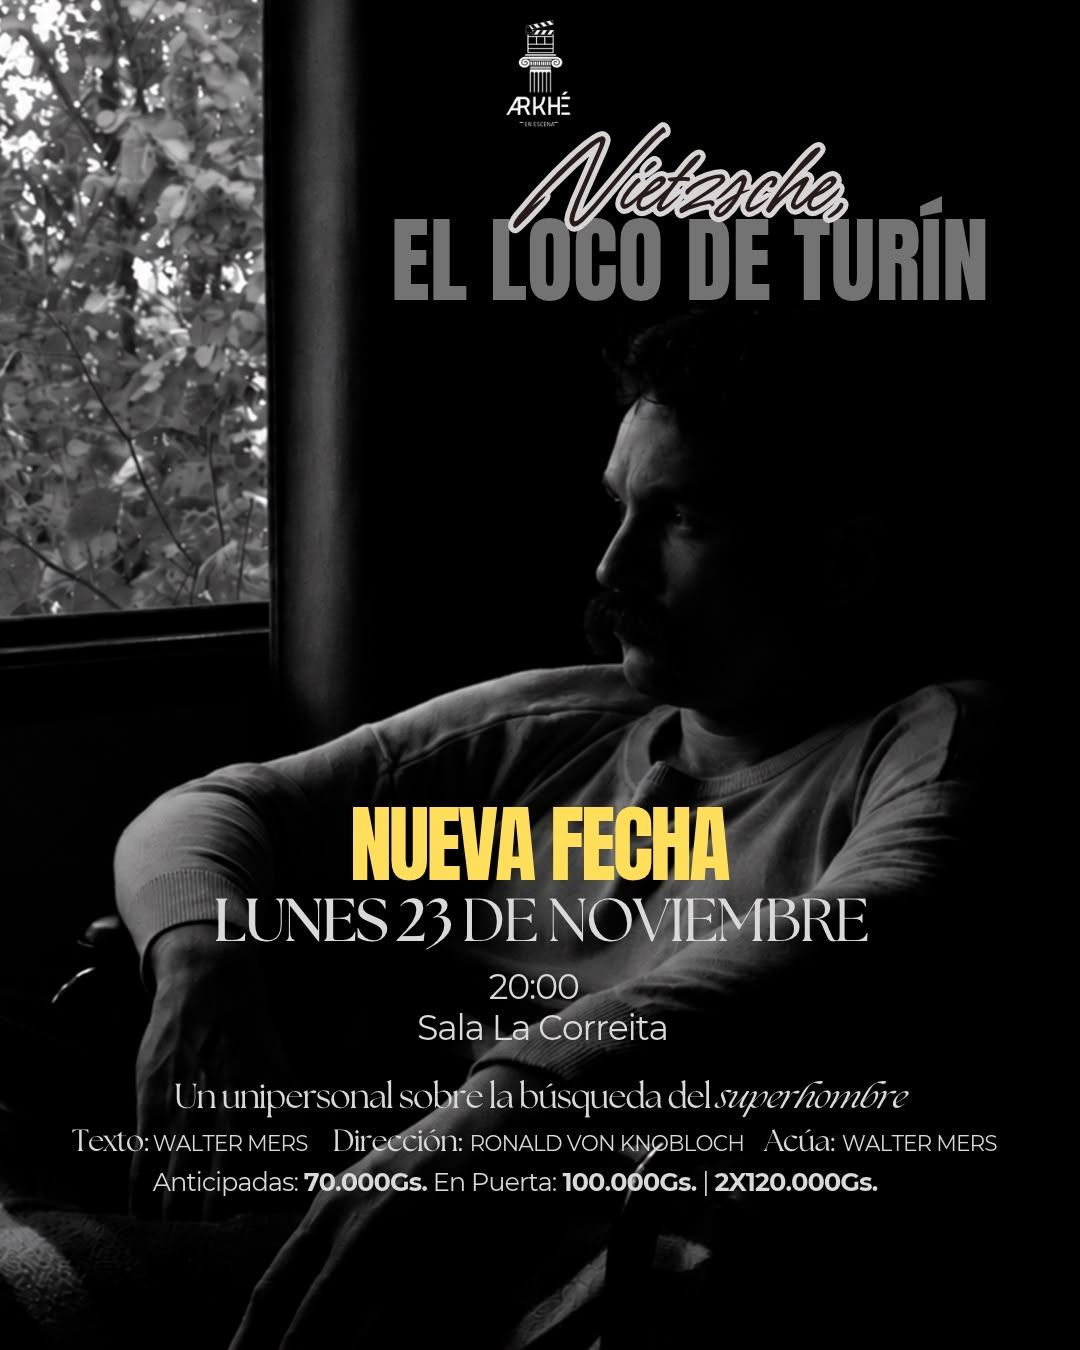 ARKHÉ
EN ESCENA
Nietzsche,
EL LOCO DE TURÍN
NUEVA FECHA
LUNES 23 DE NOVIEMBRE
20:00
Sala La Correita
Un unipersonal sobre la búsqueda del superhombre
Texto: WALTER MERS Dirección: RONALD VON KNOBLOCH Acúa: WALTER MERS
Anticipadas: 70.000Gs. En Puerta: 100.000Gs. | 2X120.000Gs.